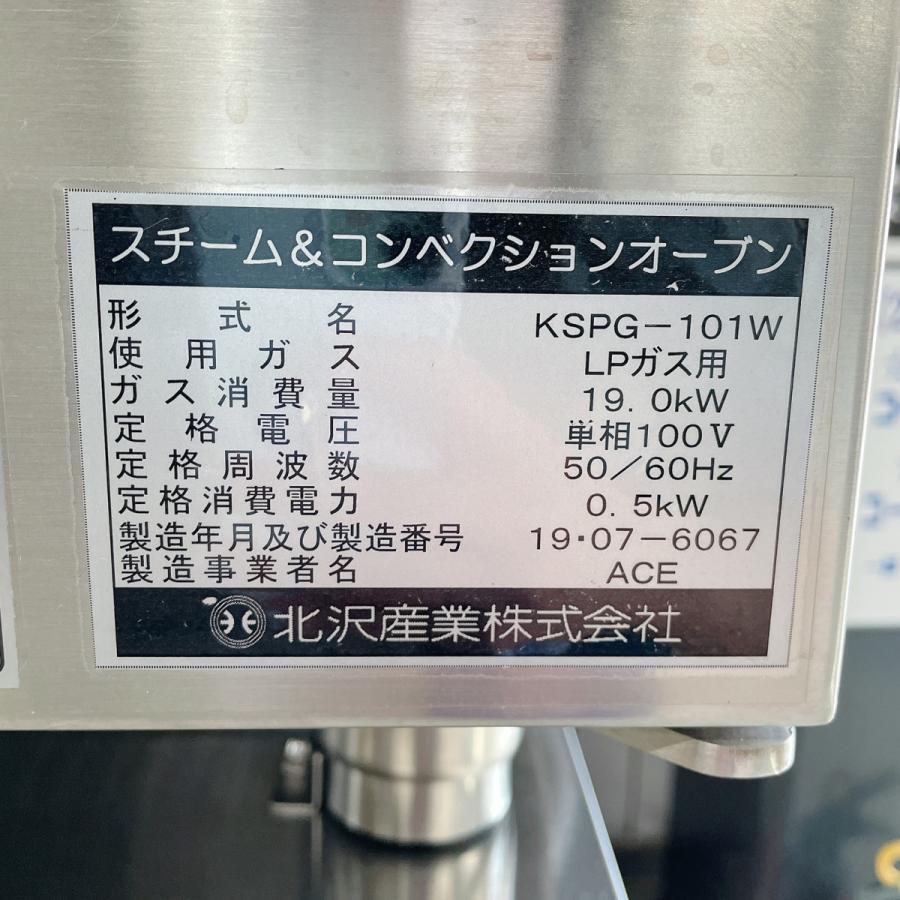 スチーム&コンベクションオーブン
形式名 KSPG-101W
使用ガス LPガス用
ガス消費量 19.0kW
定格電圧 単相100V
定格周波数 50/60Hz
定格消費電力 0.5kW
製造年月及び製造番号 19・07-6067
製造事業者名 ACE
北沢産業株式会社